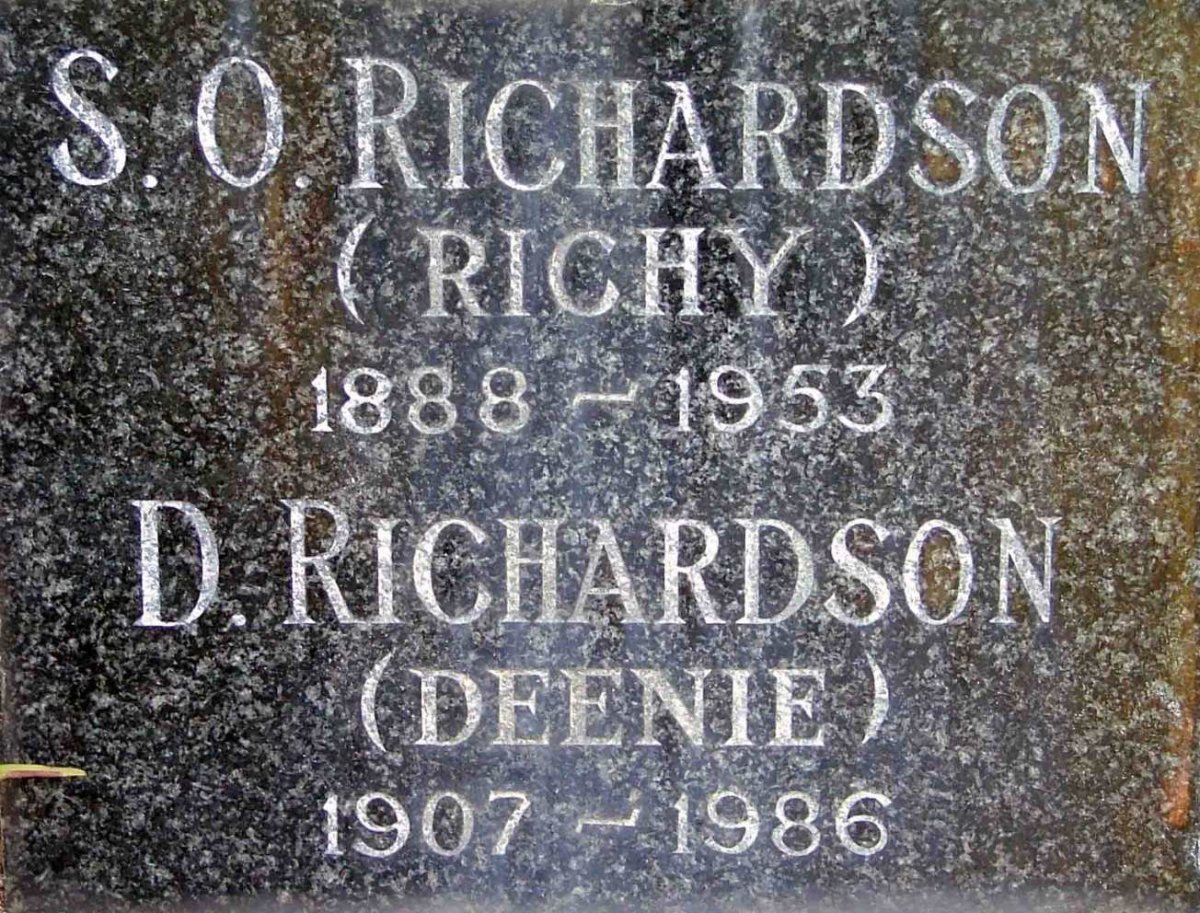 S. O. RICHARDSON
( RICHY )
1888 ~ 1953
D. RICHARDSON
(DEENIE)
1907 ~ 1986